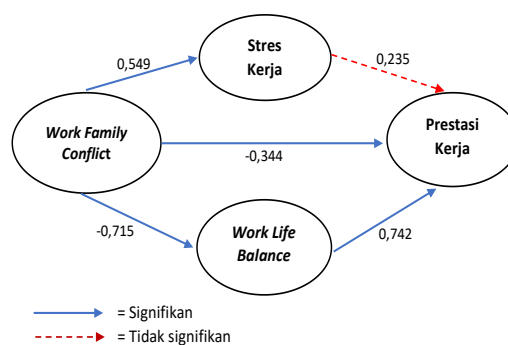 0,549
Stres
Kerja
0,235
Work Family
Conflict
-0,344
Prestasi
Kerja
-0,715
Work Life
Balance
0,742
= Signifikan
= Tidak signifikan